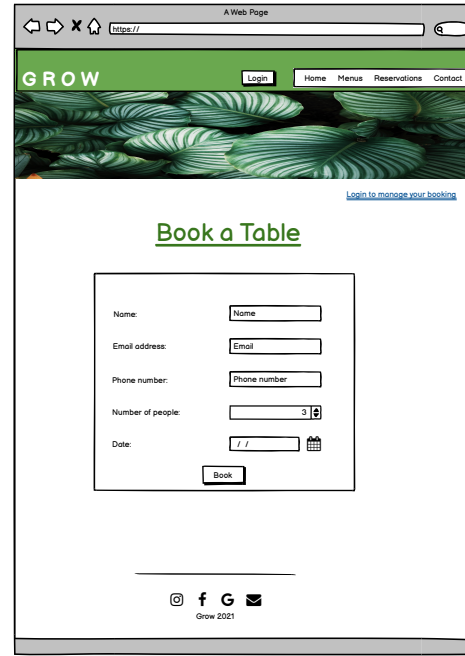 A Web Page
https://
GROW
Login
Home Menus Reservations Contact
Login to manage your booking
Book a Table
Name: Name
Email address: Email
Phone number: Phone number
Number of people: 3
Date: / /
Book
Grow 2021